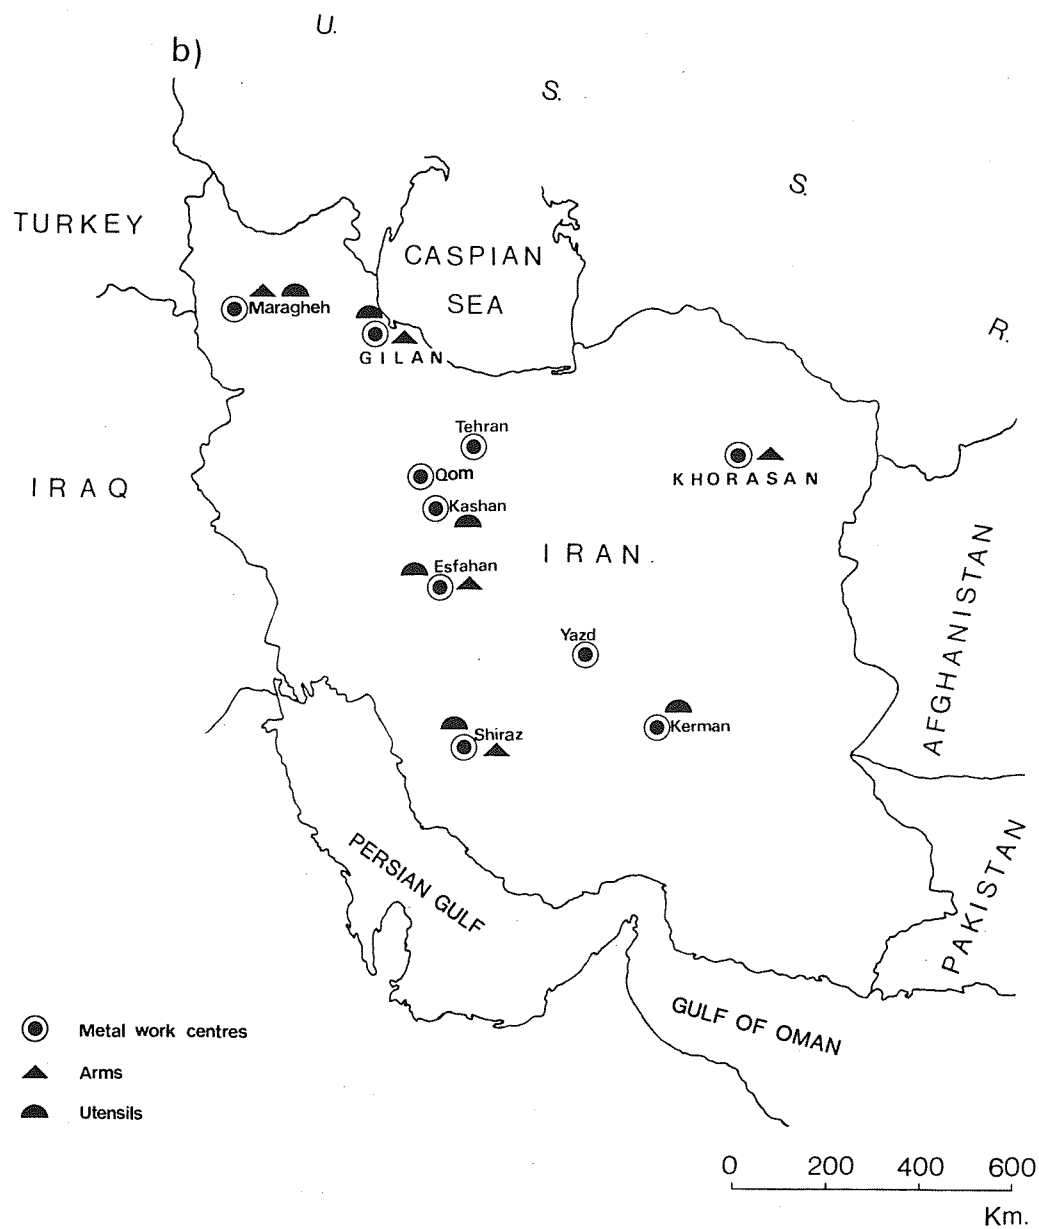 U.
b)
S.
S.
TURKEY
CASPIAN
SEA
Maragheh
R.
GILAN
Tehran
Qom
KHORASAN
IRAQ
Kashan
IRAN.
Esfahan
AFGHANISTAN
Yazd
Kerman
Shiraz
PERSIAN GULF
PAKISTAN
GULF OF OMAN
Metal work centres
Arms
Utensils
0 200 400 600
Km.